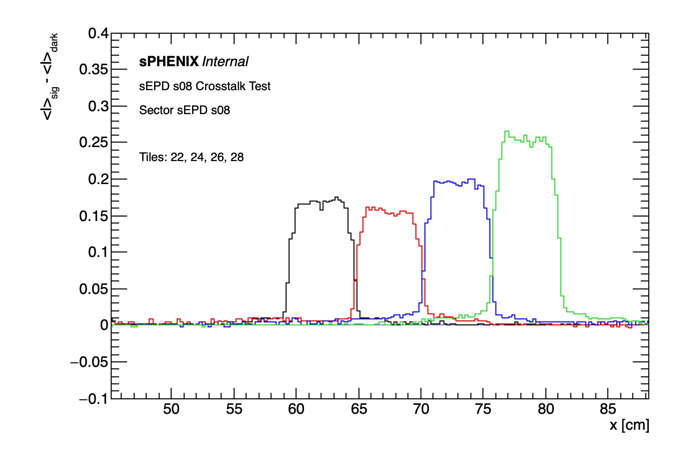 <I>sig - <I>dark
0.4
0.35
0.3
0.25
0.2
0.15
0.1
0.05
0
−0.05
−0.1
sPHENIX Internal
sEPD s08 Crosstalk Test
Sector sEPD s08
Tiles: 22, 24, 26, 28
50 55 60 65 70 75 80 85
x [cm]